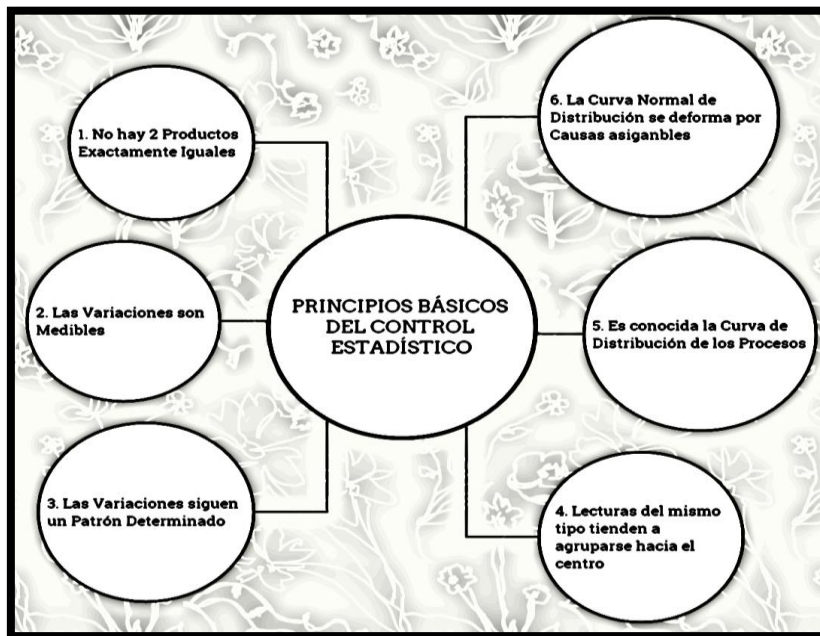 PRINCIPIOS BÁSICOS
DEL CONTROL
ESTADÍSTICO
1. No hay 2 Productos
Exactamente Iguales
2. Las Variaciones son
Medibles
3. Las Variaciones siguen
un Patrón Determinado
4. Lecturas del mismo
tipo tienden a
agruparse hacia el
centro
5. Es conocida la Curva de
Distribución de los Procesos
6. La Curva Normal de
Distribución se deforma por
Causas asiganbles